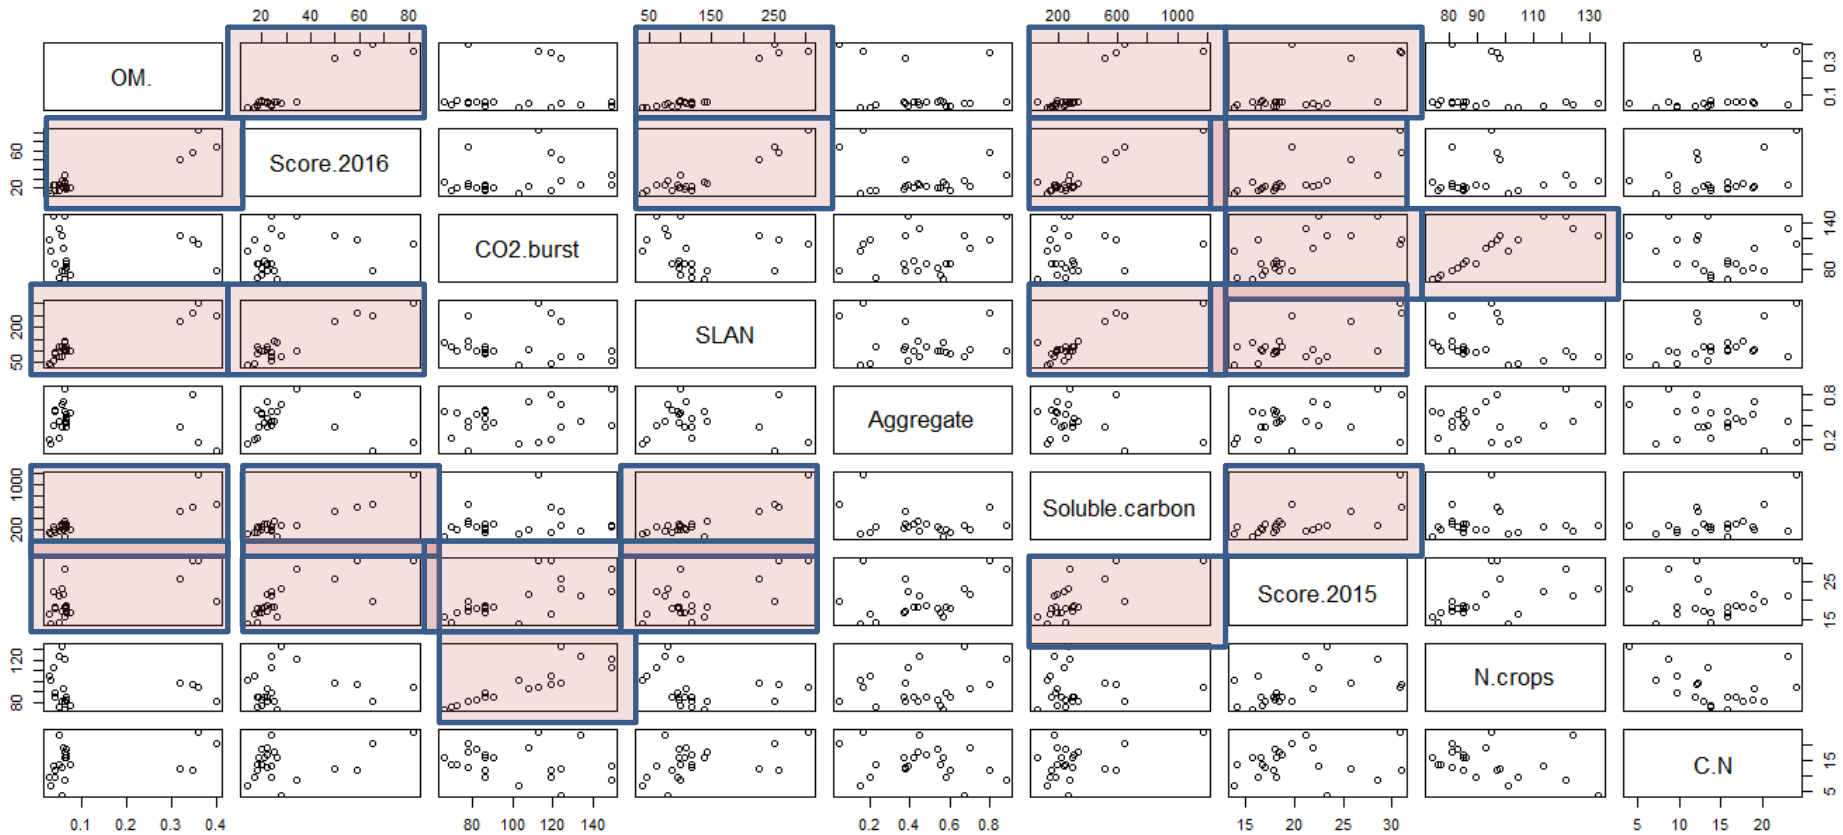 20 40 60 80 50 150 250 200 600 1000 80 90 110 130
OM. 0.1 0.3
20 60 Score.2016
CO2.burst 80 140
50 200 SLAN
Aggregate 0.2 0.8
200 1000 Soluble.carbon
Score.2015 15 25
80 120 N.crops
C.N 5 15
0.1 0.2 0.3 0.4 80 100 140 0.2 0.4 0.6 0.8 15 20 25 30 5 10 15 20